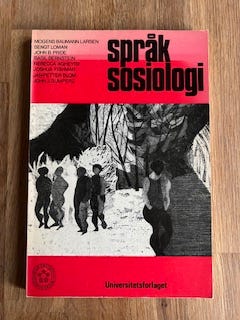 MOGENS BAUMANN LARSEN
BENGT LOMAN
JOHN B. PRIDE
BASIL BERNSTEIN
REBECCA AGHEYISI
JOSHUA FISHMAN
JAN-PETTER BLOM
JOHN J. GUMPERZ
språk
sosiologi
Universitetsforlaget